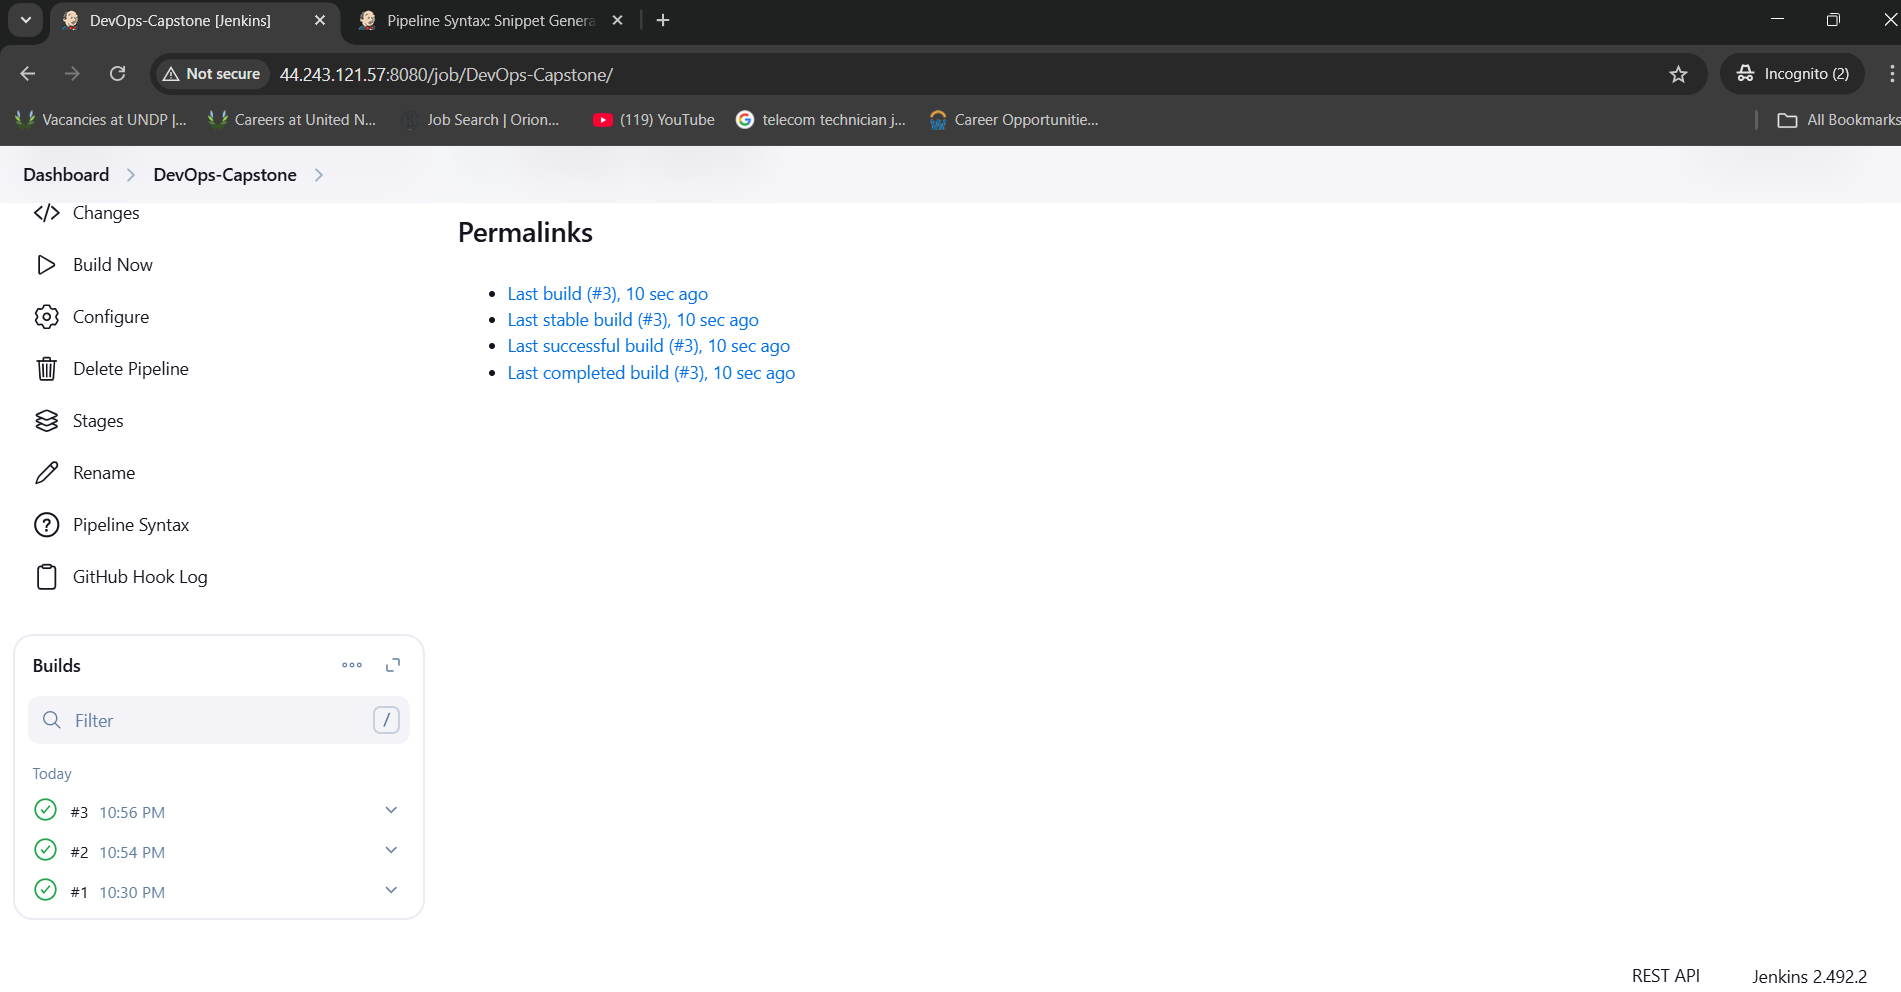 DevOps-Capstone [Jenkins]
Pipeline Syntax: Snippet Genera
Not secure
44.243.121.57:8080/job/DevOps-Capstone/
Incognito (2)
Vacancies at UNDP |...
Careers at United N...
Job Search | Orion...
(119) YouTube
telecom technician j...
Career Opportunitie...
All Bookmarks
Dashboard
DevOps-Capstone
Changes
Build Now
Configure
Delete Pipeline
Stages
Rename
Pipeline Syntax
GitHub Hook Log
Permalinks
Last build (#3), 10 sec ago
Last stable build (#3), 10 sec ago
Last successful build (#3), 10 sec ago
Last completed build (#3), 10 sec ago
Builds
Filter
/
Today
#3 10:56 PM
#2 10:54 PM
#1 10:30 PM
REST API
Jenkins 2.492.2